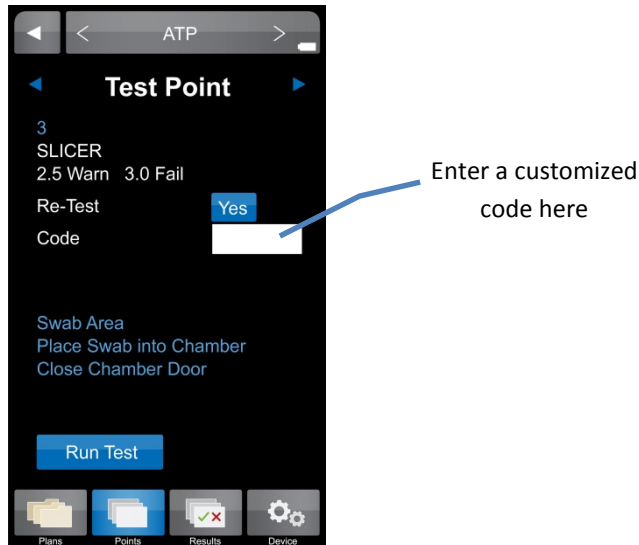 ATP
Test Point
3
SLICER
2.5 Warn 3.0 Fail
Re-Test Yes
Code
Enter a customized
code here
Swab Area
Place Swab into Chamber
Close Chamber Door
Run Test
Plans Points Results Device